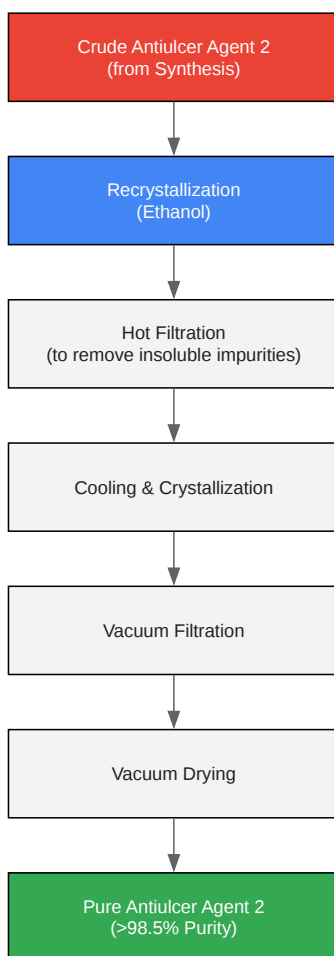 Crude Antiulcer Agent 2
(from Synthesis)
Recrystallization
(Ethanol)
Hot Filtration
(to remove insoluble impurities)
Cooling & Crystallization
Vacuum Filtration
Vacuum Drying
Pure Antiulcer Agent 2
(>98.5% Purity)